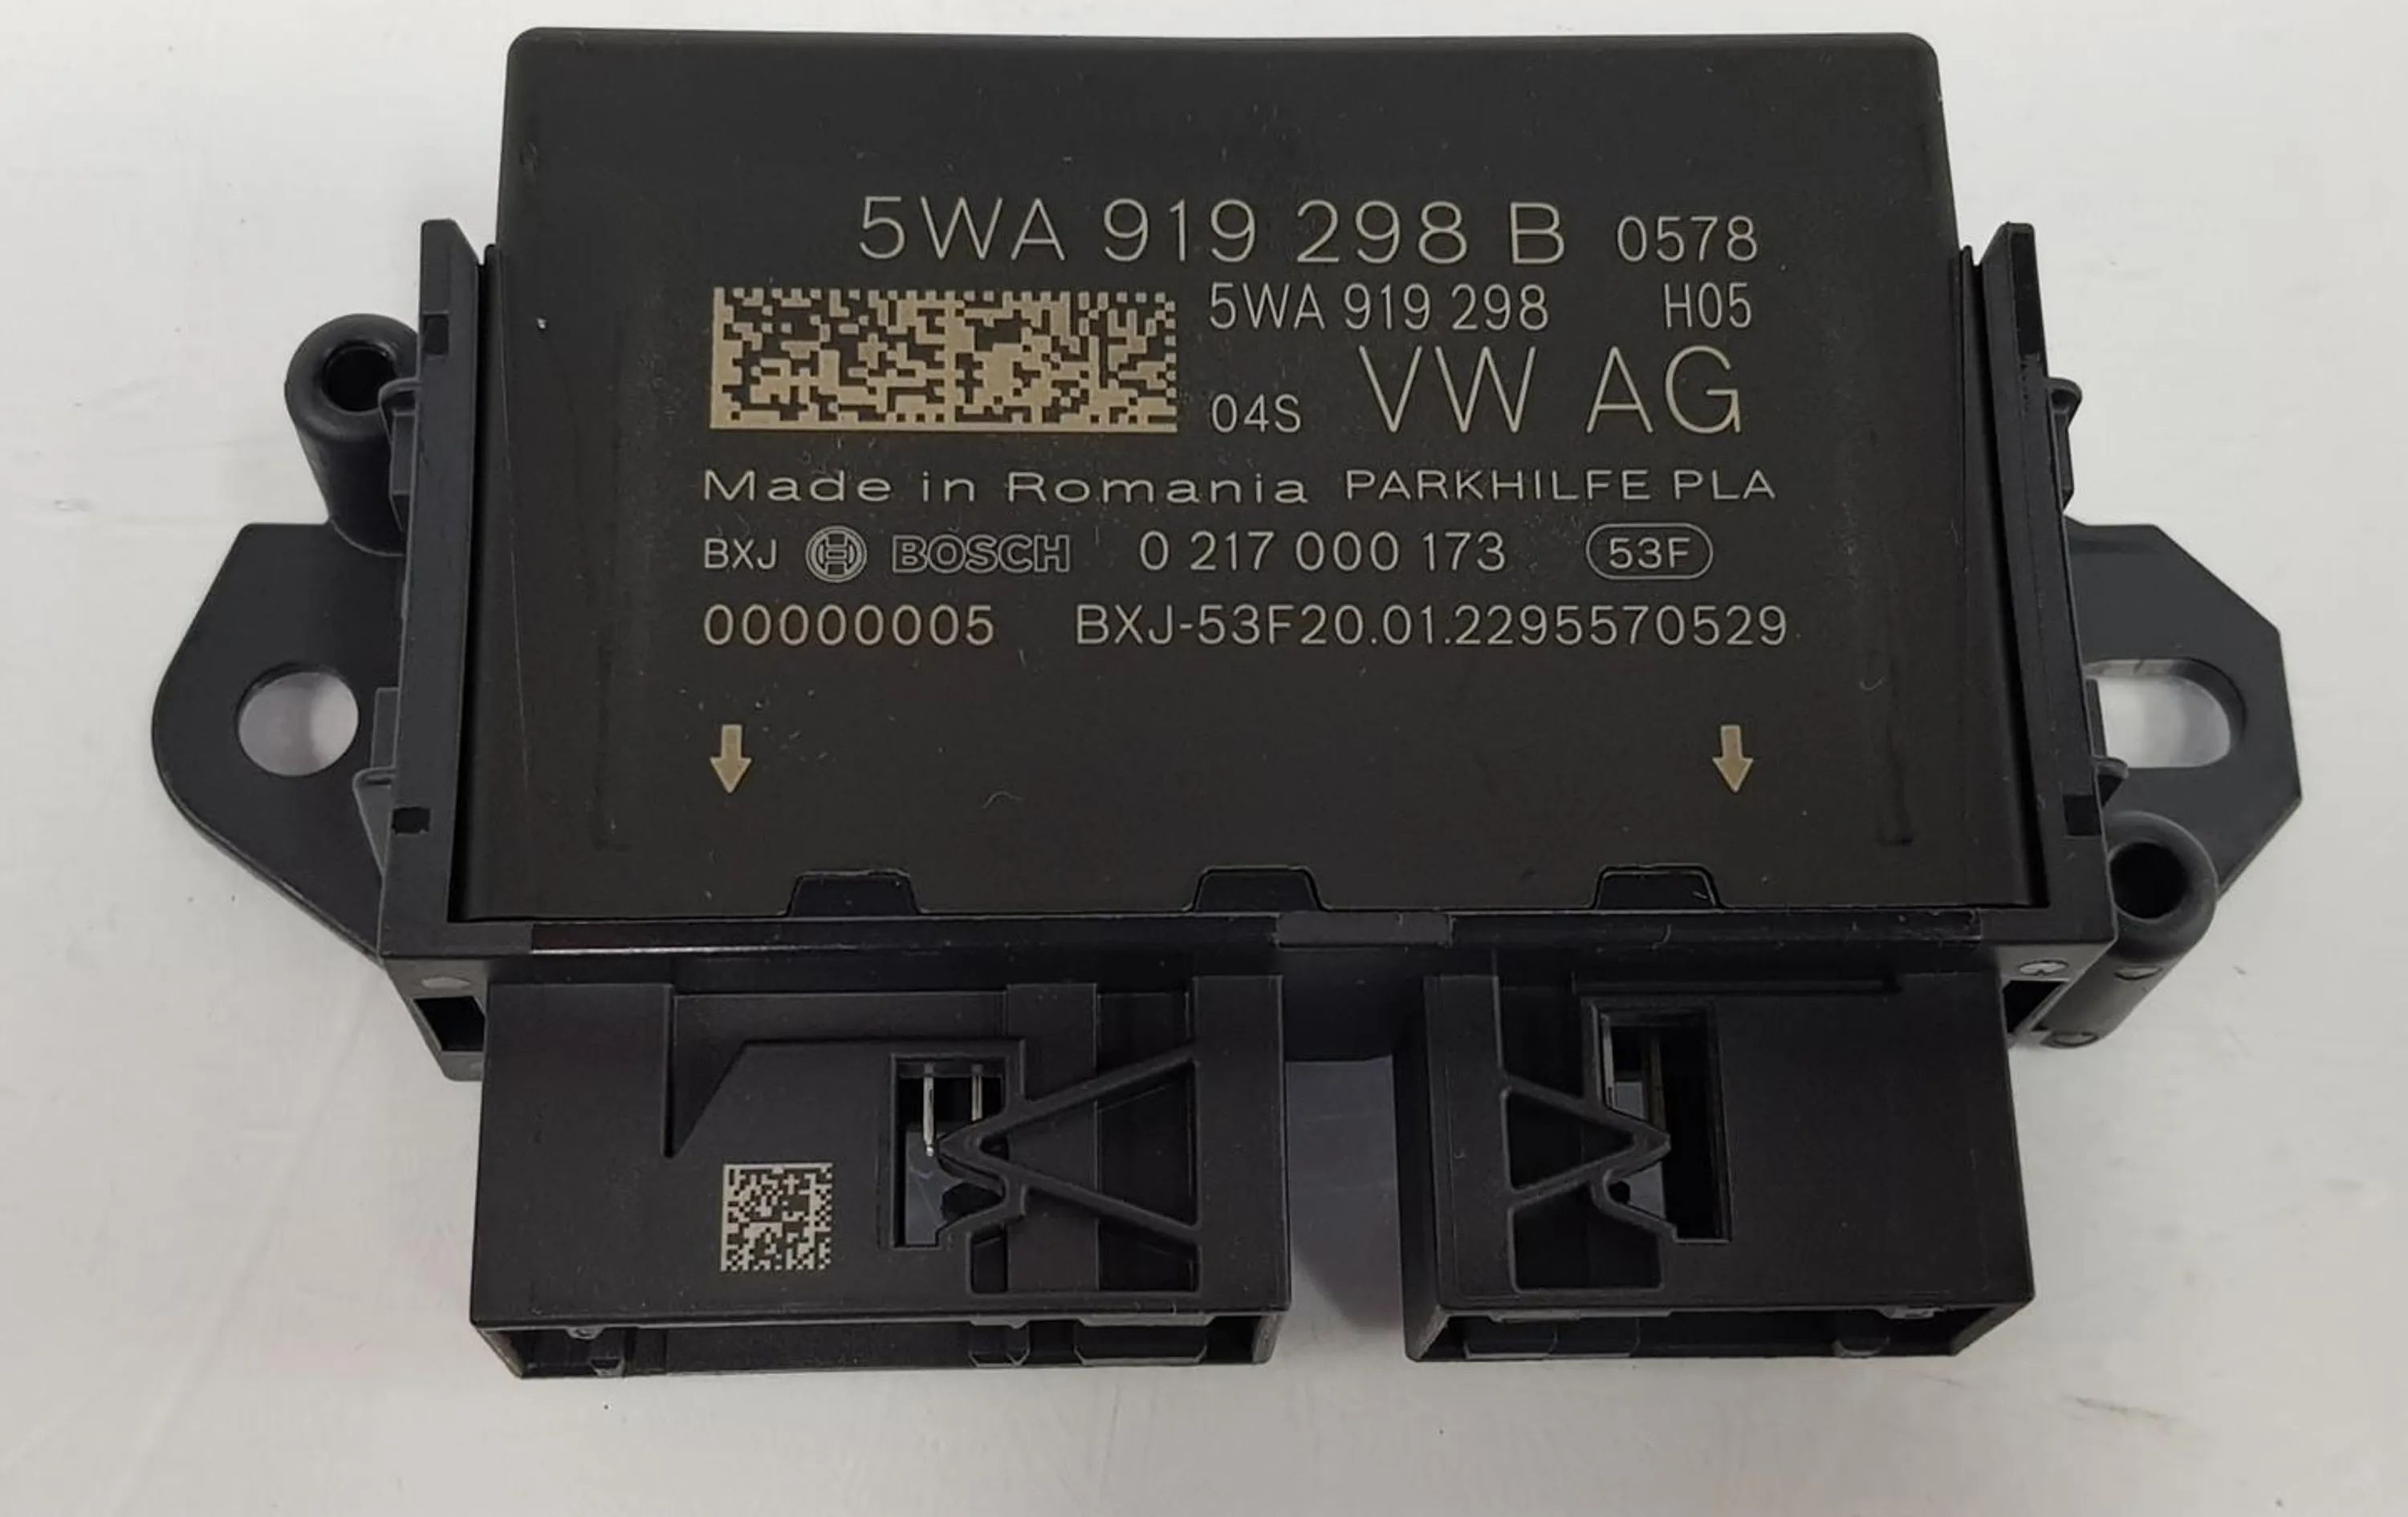 5WA 919 298 B 0578
5WA 919 298 H05
04S VW AG
Made in Romania PARKHILFE PLA
BXJ BOSCH 0 217 000 173 53F
00000005 BXJ-53F20.01.2295570529